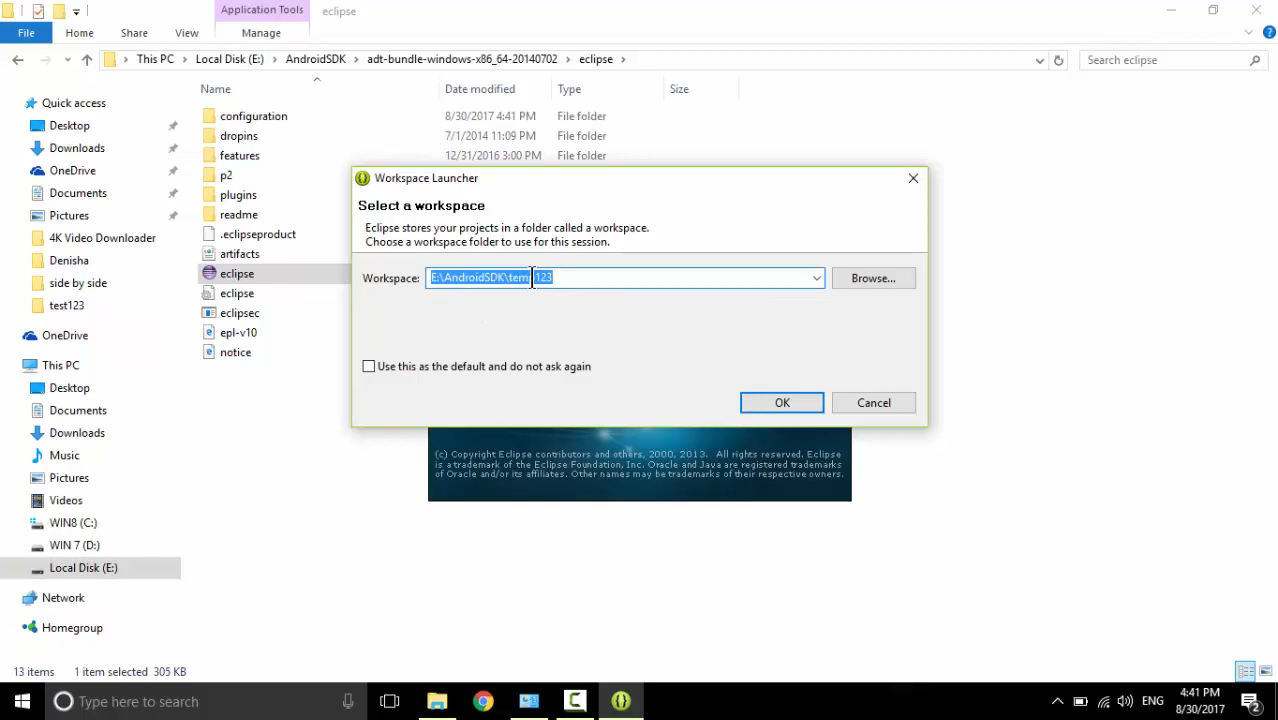 Application Tools
eclipse
File
Home
Share
View
Manage
This PC
Local Disk (E:)
AndroidSDK
adt-bundle-windows-x86_64-20140702
eclipse
Search eclipse
Name
Date modified
Type
Size
Quick access
Desktop
Downloads
OneDrive
Documents
Pictures
4K Video Downloader
Denisha
side by side
test123
OneDrive
This PC
Desktop
Documents
Downloads
Music
Pictures
Videos
WIN8 (C:)
WIN 7 (D:)
Local Disk (E:)
Network
Homegroup
configuration 8/30/2017 4:41 PM File folder
dropins 7/1/2014 11:09 PM File folder
features 12/31/2016 3:00 PM File folder
p2
plugins
readme
.eclipseproduct
artifacts
eclipse
eclipse
eclipsec
epl-v10
notice
Workspace Launcher
Select a workspace
Eclipse stores your projects in a folder called a workspace.
Choose a workspace folder to use for this session.
Workspace:
E:\AndroidSDK\temp123
Browse...
Use this as the default and do not ask again
OK
Cancel
(c) Copyright Eclipse contributors and others, 2000, 2013. All rights reserved. Eclipse
is a trademark of the Eclipse Foundation, Inc. Oracle and Java are registered trademarks
of Oracle and/or its affiliates. Other names may be trademarks of their respective owners.
13 items
1 item selected 305 KB
Type here to search
ENG
4:41 PM
8/30/2017
2